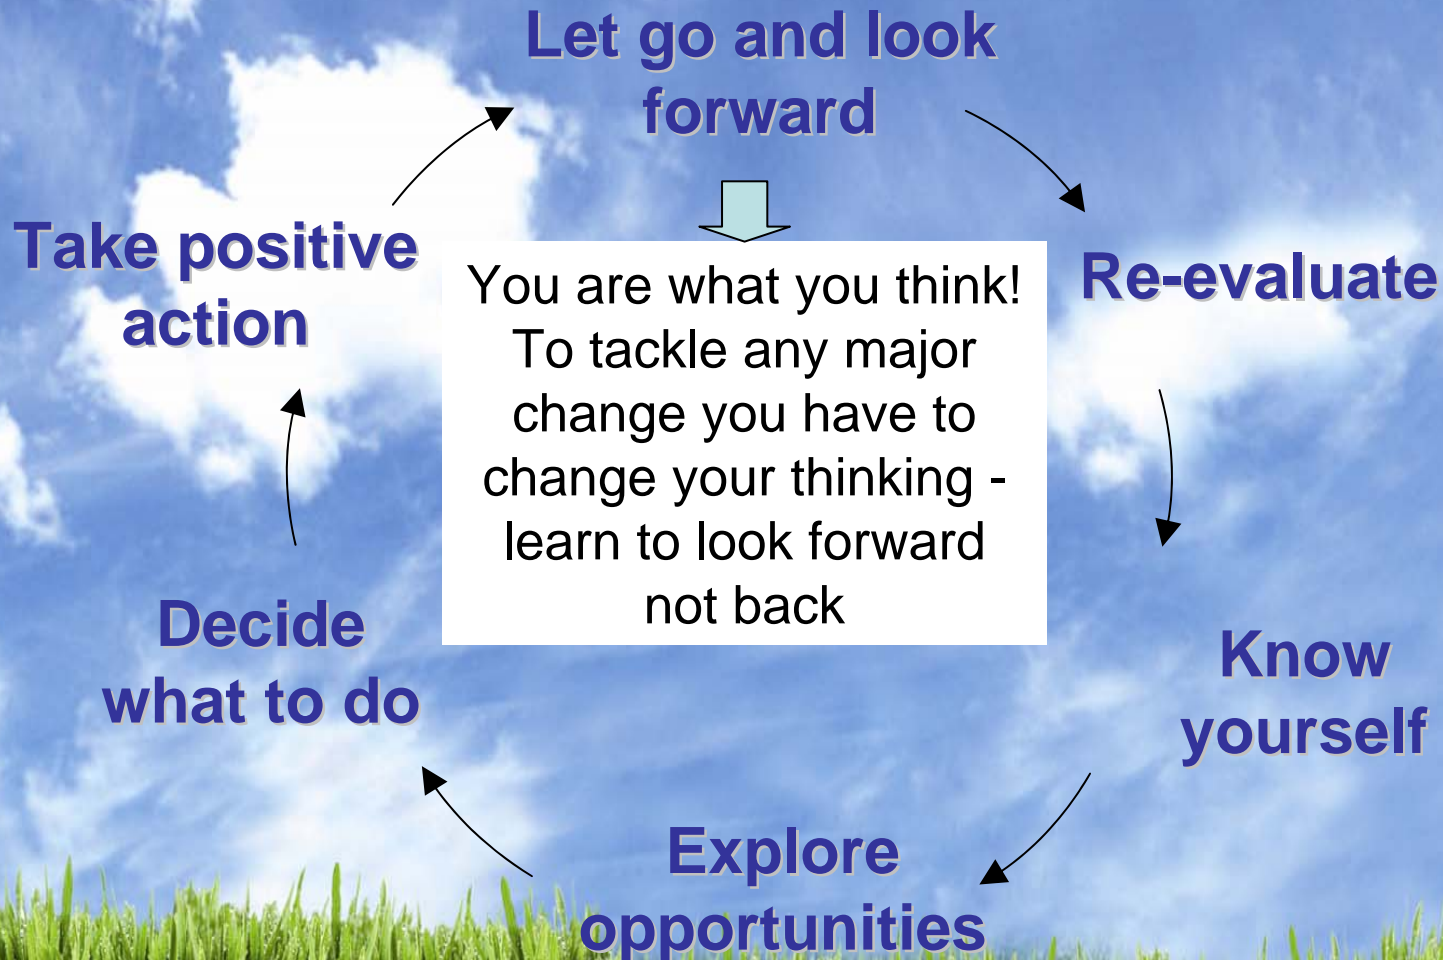 Let go and look
forward
Re-evaluate
Know
yourself
Explore
opportunities
Decide
what to do
Take positive
action
You are what you think!
To tackle any major
change you have to
change your thinking -
learn to look forward
not back